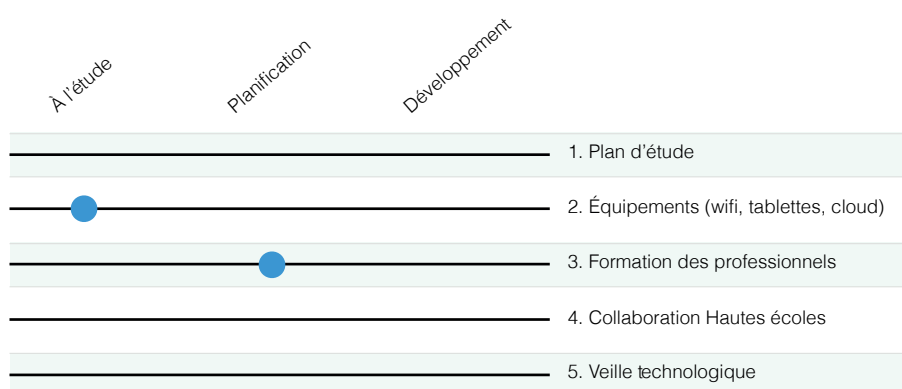 À l'étude
Planification
Développement
1. Plan d'étude
2. Équipements (wifi, tablettes, cloud)
3. Formation des professionnels
4. Collaboration Hautes écoles
5. Veille technologique